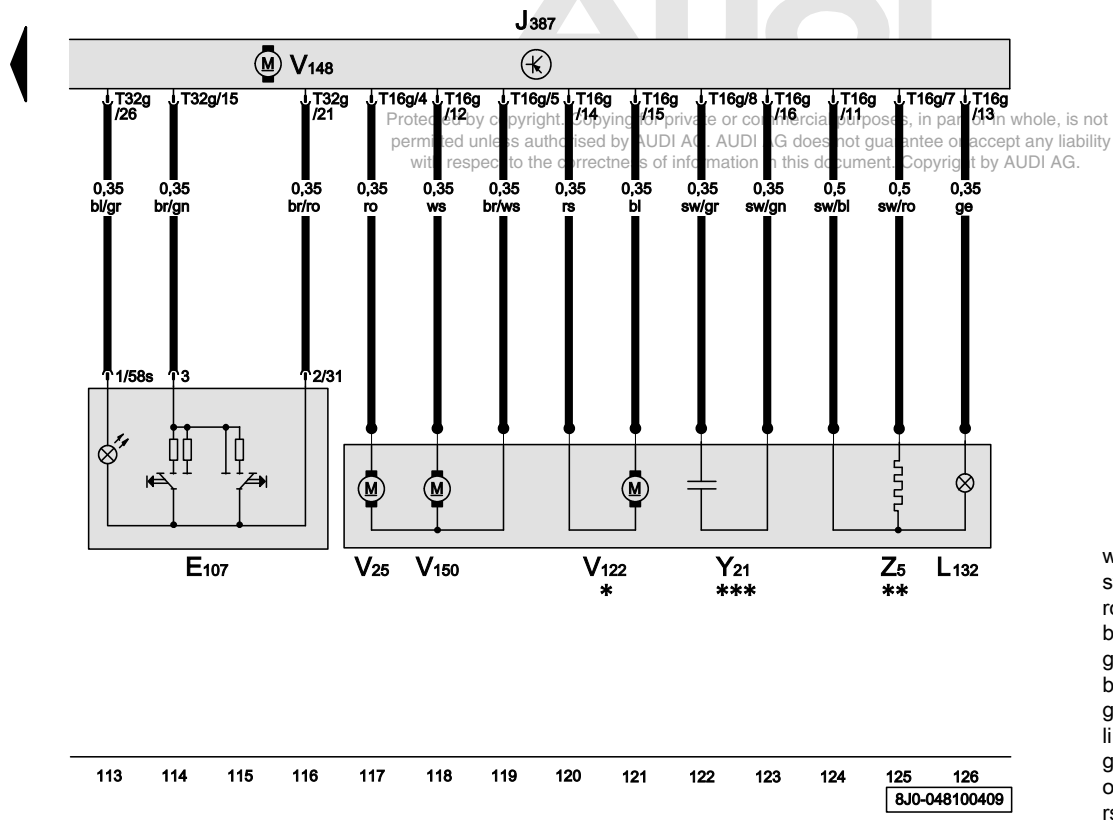 Audi
J387
M V148
T32g/26 T32g/15 T32g/21 T16g/4 T16g/12 T16g/5 T16g/14 T16g/15 T16g/8 T16g/16 T16g/11 T16g/7 T16g/13
Protected by copyright. Copying for private or commercial purposes, in part or in whole, is not
permitted unless authorised by AUDI AG. AUDI AG does not guarantee or accept any liability
with respect to the correctness of information in this document. Copyright by AUDI AG.
0,35 0,35 0,35 0,35 0,35 0,35 0,35 0,35 0,35 0,35 0,5 0,5 0,35
bl/gr br/gn br/ro ro ws br/ws rs bl sw/gr sw/gn sw/bl sw/ro ge
1/58s 3 2/31
M M M
E107 V25 V150 V122 Y21 Z5 L132
* *** **
w
s
ro
b
g
b
g
li
g
o
rs
113 114 115 116 117 118 119 120 121 122 123 124 125 126
8J0-048100409